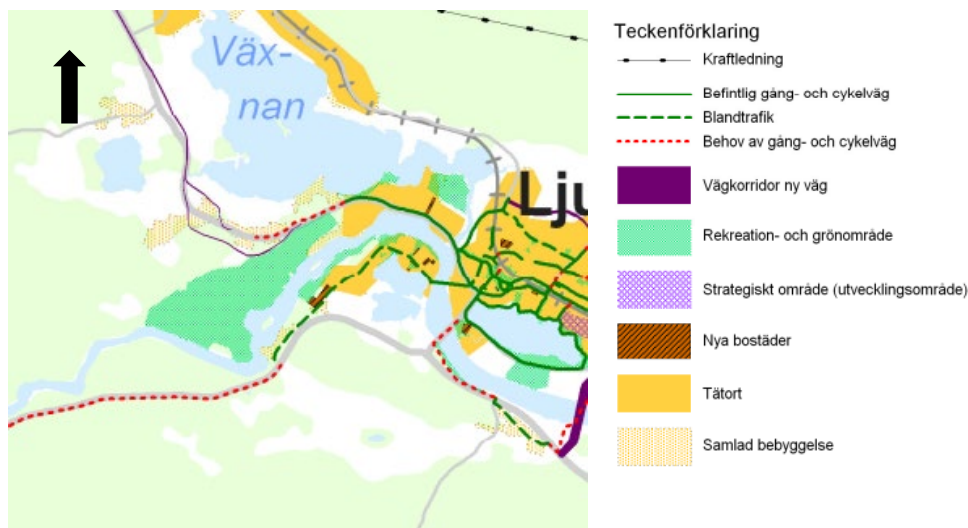 Väx-
nan
Lju
Teckenförklaring
Kraftledning
Befintlig gång- och cykelväg
Blandtrafik
Behov av gång- och cykelväg
Vägkorridor ny väg
Rekreation- och grönområde
Strategiskt område (utvecklingsområde)
Nya bostäder
Tätort
Samlad bebyggelse